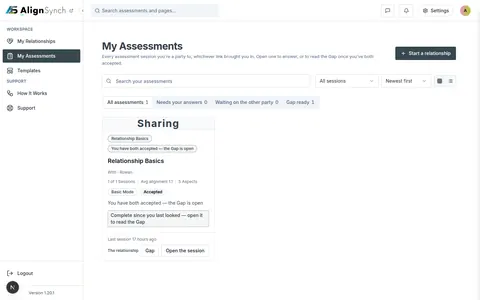 AlignSynch
Search assessments and pages...
Settings
A
WORKSPACE
My Relationships
My Assessments
Templates
SUPPORT
How It Works
Support
Logout
N
Version 1.20.1
My Assessments
Every assessment session you're a party to, whichever link brought you in. Open one to answer, or to read the Gap once you've both
accepted.
Start a relationship
Search your assessments
All sessions
Newest first
All assessments 1
Needs your answers 0
Waiting on the other party 0
Gap ready 1
Sharing
Relationship Basics
You have both accepted — the Gap is open
Relationship Basics
1 of 1 Sessions · Avg alignment 57 · 5 Aspects
Basic Mode
Accepted
You have both accepted — the Gap is open
Complete since you last looked — open it
to read the Gap
Last session 17 hours ago
The relationship
Gap
Open the session